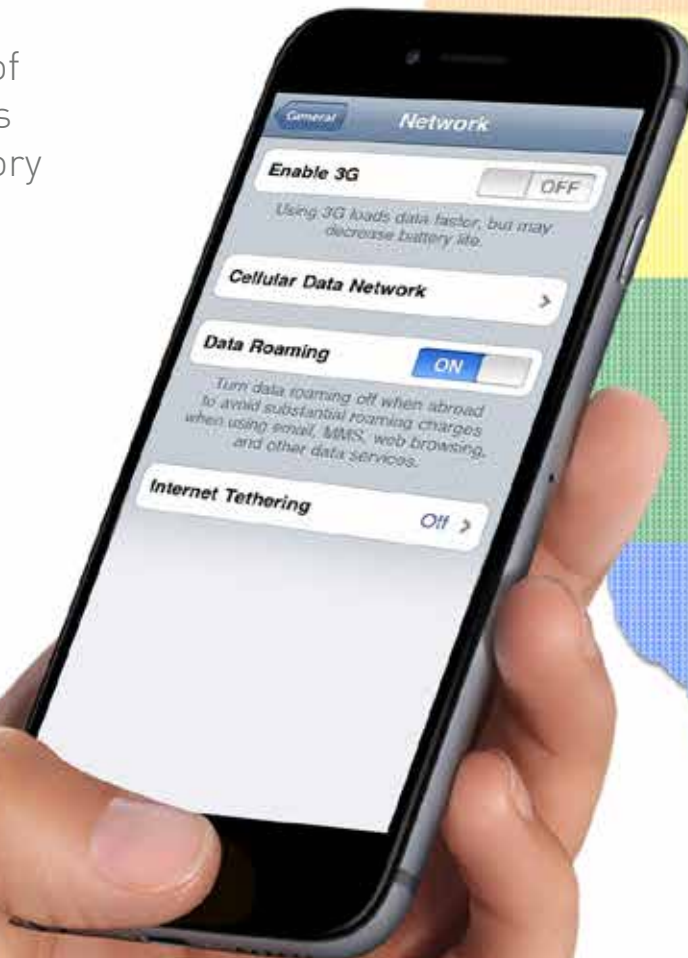 of
s
ory
General
Network
Enable 3G
OFF
Using 3G loads data faster, but may
decrease battery life.
Cellular Data Network
Data Roaming
ON
Turn data roaming off when abroad
to avoid substantial roaming charges
when using email, MMS, web browsing,
and other data services.
Internet Tethering
Off